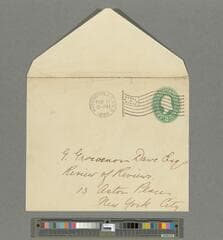 G. Grosvenor Dawe Esq
Review of Reviews
13 Astor Place
New York City